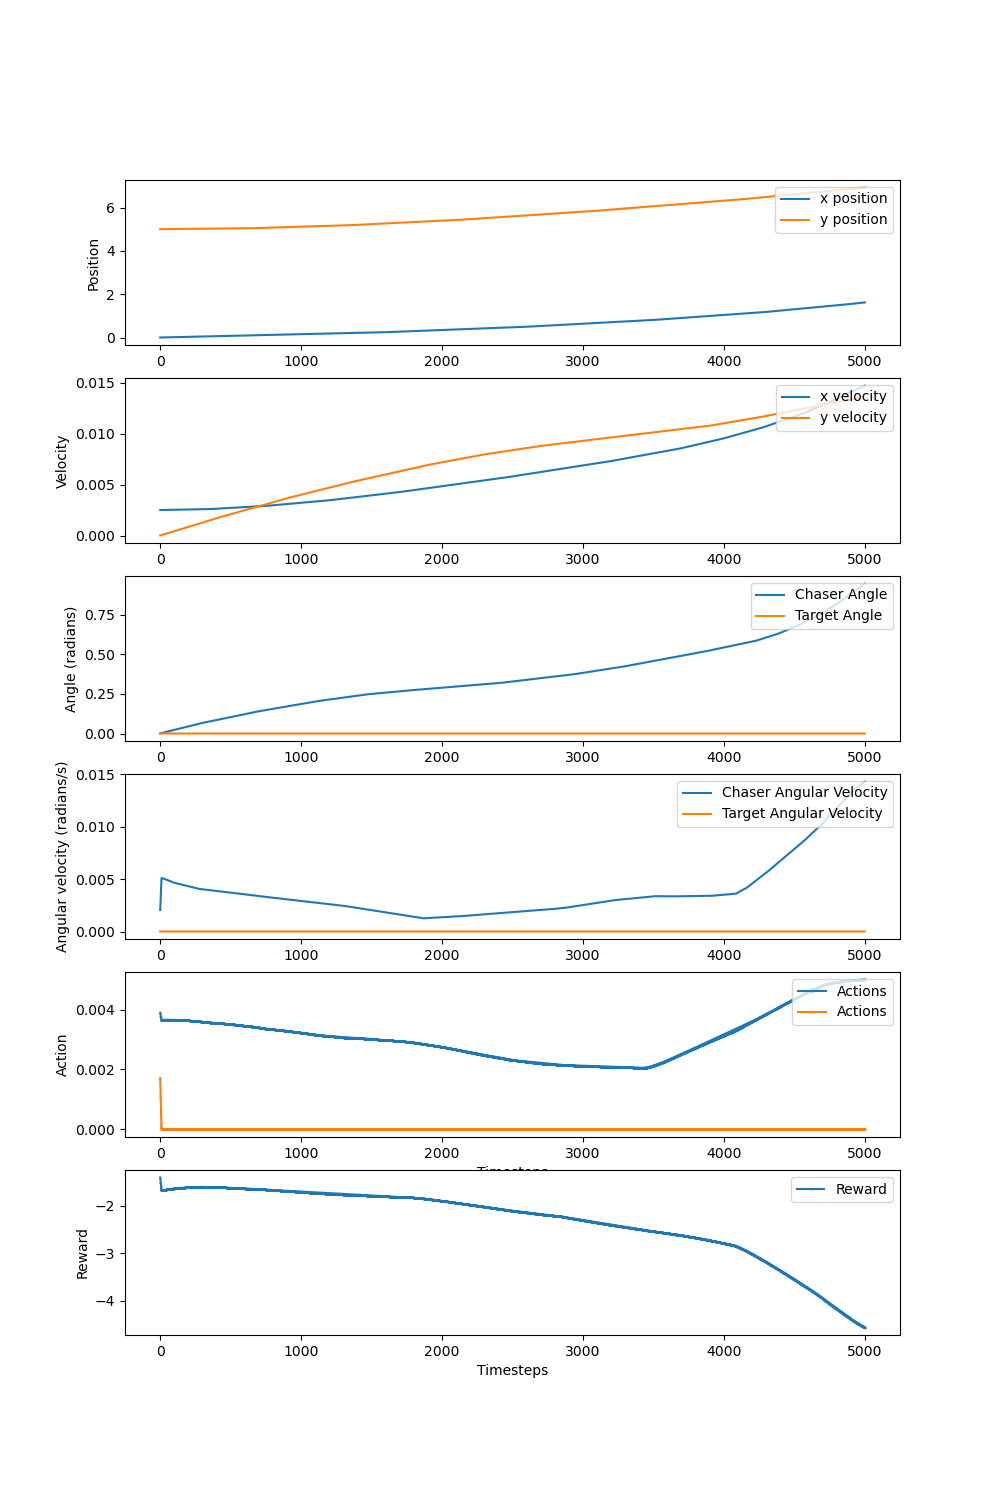 Position
6
4
2
0
x position
y position
0 1000 2000 3000 4000 5000
Velocity
0.015
0.010
0.005
0.000
x velocity
y velocity
0 1000 2000 3000 4000 5000
Angle (radians)
0.75
0.50
0.25
0.00
Chaser Angle
Target Angle
0 1000 2000 3000 4000 5000
Angular velocity (radians/s)
0.015
0.010
0.005
0.000
Chaser Angular Velocity
Target Angular Velocity
0 1000 2000 3000 4000 5000
Action
0.004
0.002
0.000
Actions
Actions
0 1000 2000 3000 4000 5000
Timesteps
Reward
−2
−3
−4
Reward
0 1000 2000 3000 4000 5000
Timesteps